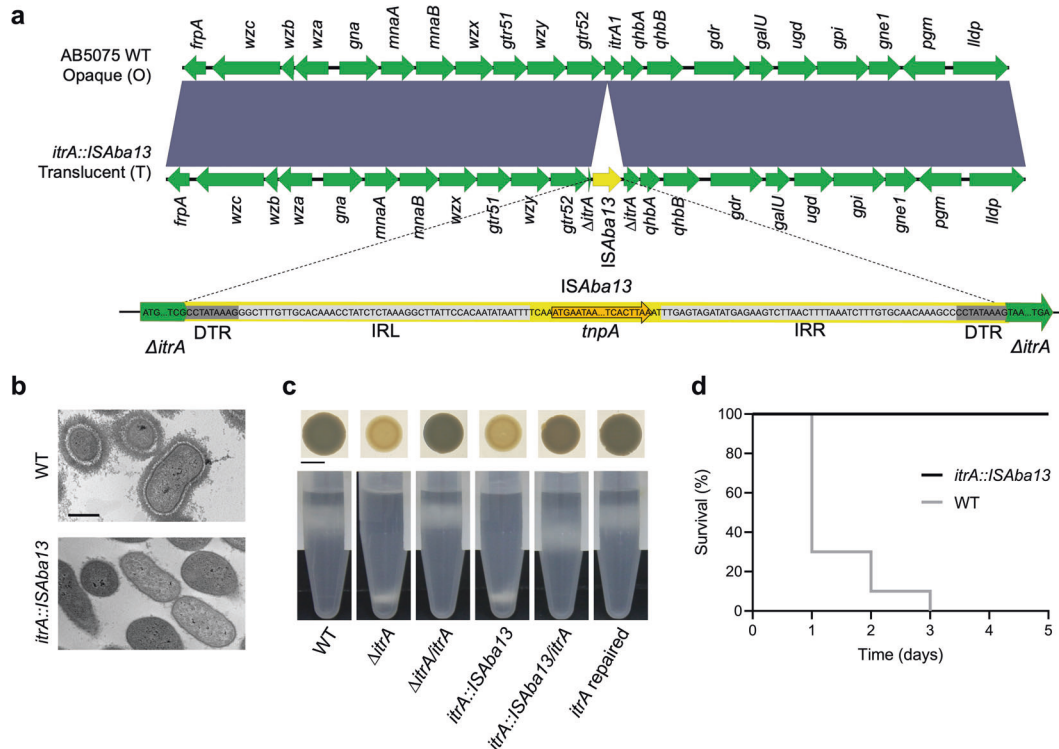 a
frpA wzc wzb wza gna mnaA mnaB wzx gtr51 wzy gtr52 itrA1 qhbA qhbB gdr galU ugd gpi gne1 pgm lldp
AB5075 WT
Opaque (O)
itrA::ISAba13
Translucent (T)
frpA wzc wzb wza gna mnaA mnaB wzx gtr51 wzy gtr52 ΔitrA ISAba13 ΔitrA qhbA qhbB gdr galU ugd gpi gne1 pgm lldp
ISAba13
ATG...TCGCCTATAAAGGGCTTTGTTGCACAAACCTATCTCTAAAGGCTTATTCCACAATATAATTTTCAAATGAATAA...TCACTTAAATTTGAGTAGATATGAGAAGTCTTAACTTTTAAATCTTTGTGCAACAAAGCCCCTATAAAGTAA...TGA
DTR IRL tnpA IRR DTR
ΔitrA ΔitrA
b
WT
itrA::ISAba13
c
WT
ΔitrA
ΔitrA/itrA
itrA::ISAba13
itrA::ISAba13/itrA
itrA repaired
d
Survival (%)
100
80
60
40
20
0
itrA::ISAba13
WT
0 1 2 3 4 5
Time (days)